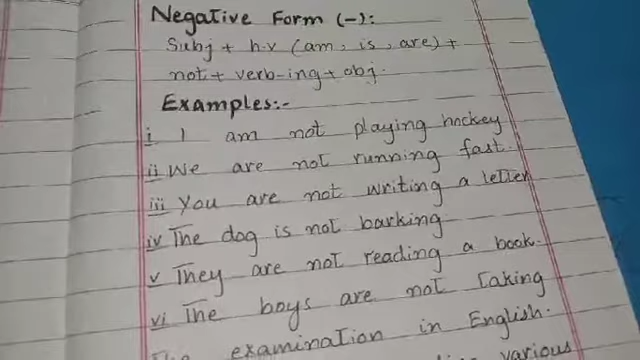 Negative Form (-):
Subj + h.v (am, is, are) +
not + verb-ing + obj.
Examples:-
i I am not playing hockey
ii We are not running fast.
iii You are not writing a letter
iv The dog is not barking.
v They are not reading a book.
vi The boys are not taking
The examination in English.
various